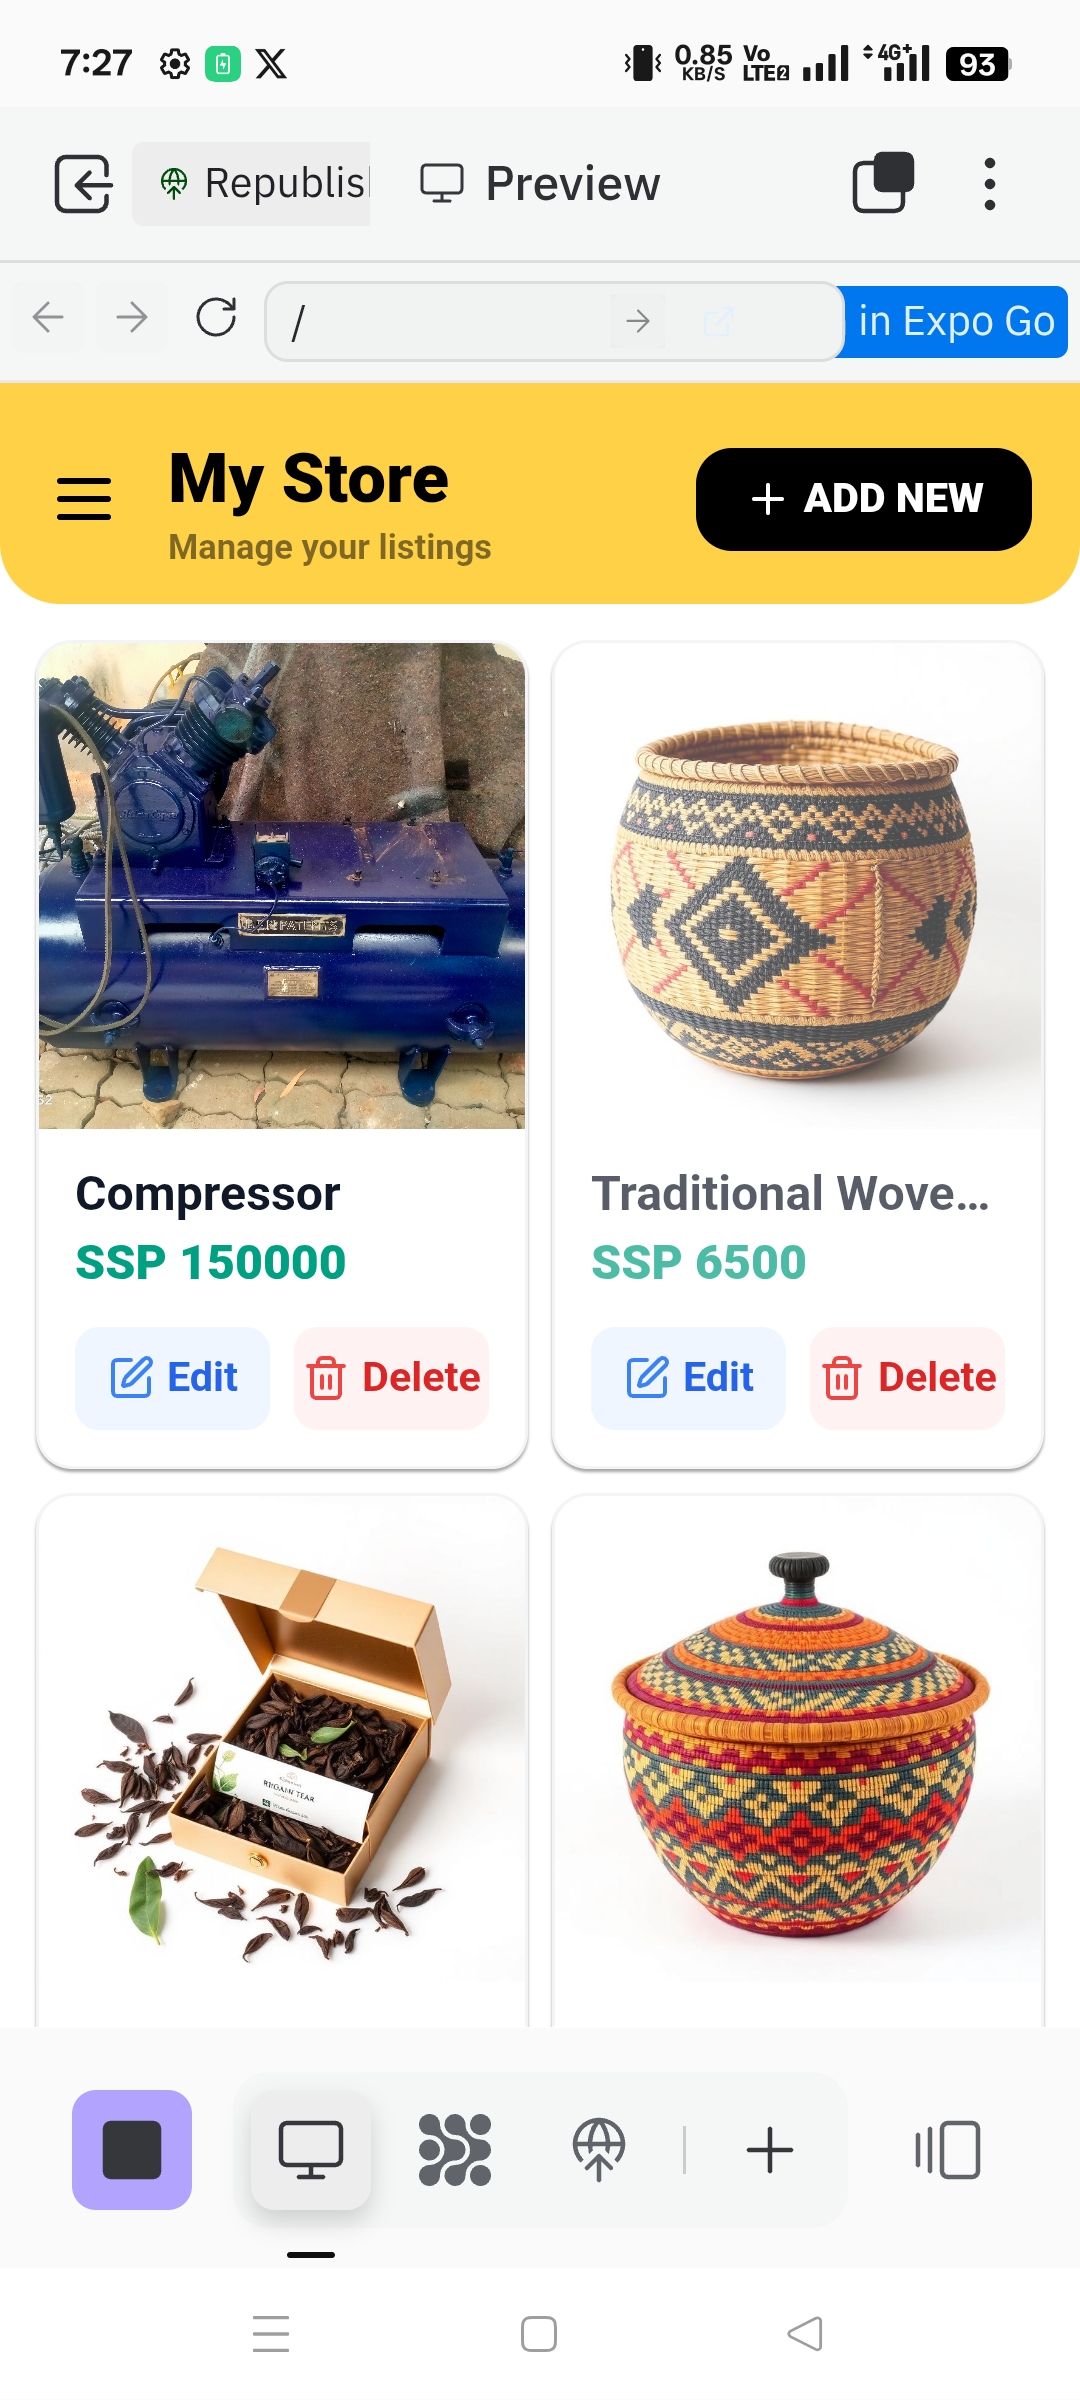 7:27
0.85
KB/S
Vo
LTE2
4G+
93
Republis
Preview
/
in Expo Go
My Store
Manage your listings
+ ADD NEW
Compressor
SSP 150000
Edit
Delete
Traditional Wove...
SSP 6500
Edit
Delete